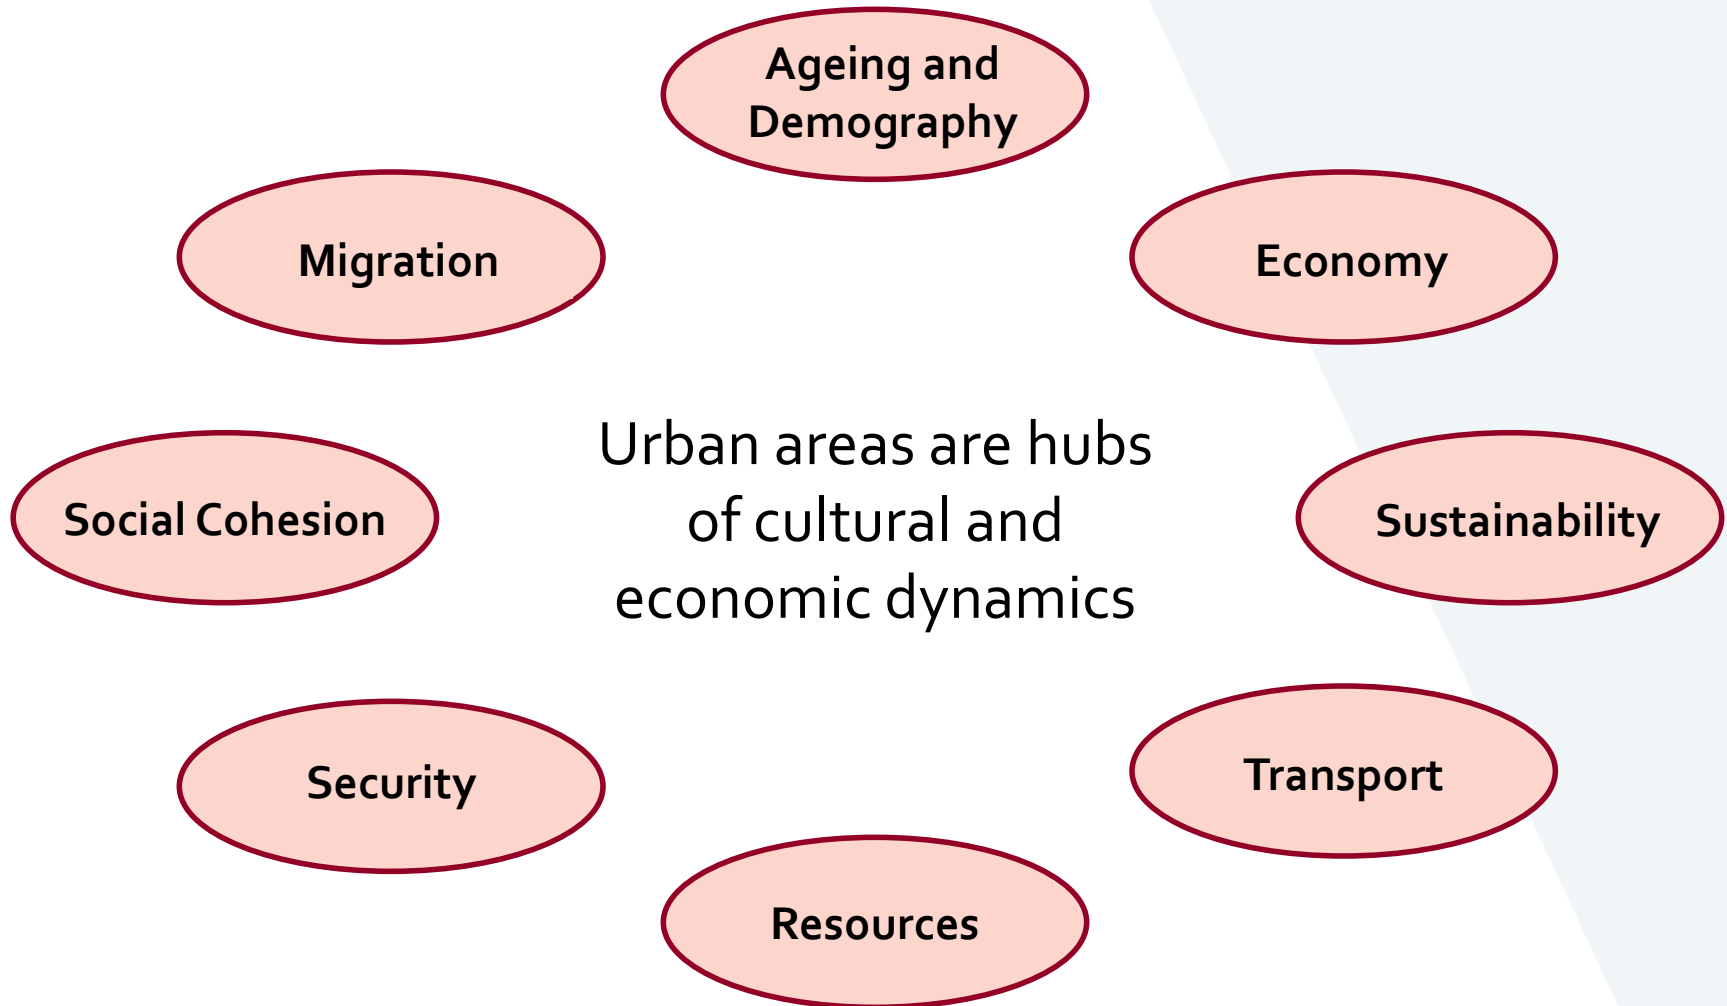 Ageing and
Demography
Migration
Economy
Urban areas are hubs
of cultural and
economic dynamics
Social Cohesion
Sustainability
Security
Transport
Resources